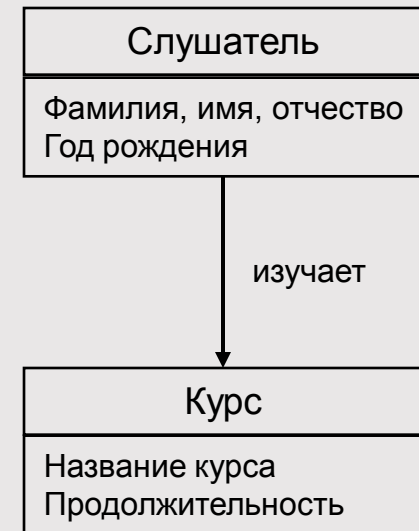 Слушатель
Фамилия, имя, отчество
Год рождения
изучает
Курс
Название курса
Продолжительность